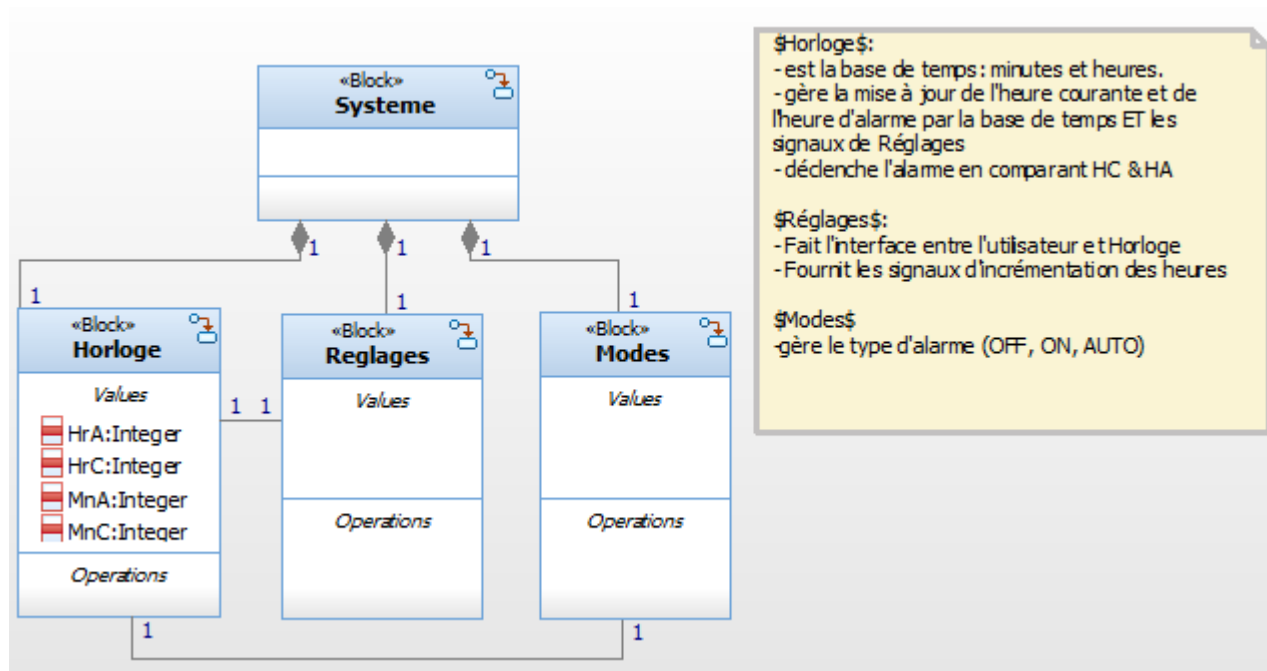 «Block»
Systeme
1
1
1
1
1
1
«Block»
Horloge
Values
HrA:Integer
HrC:Integer
MnA:Integer
MnC:Integer
Operations
1 1
«Block»
Reglages
Values
Operations
«Block»
Modes
Values
Operations
1
1
$Horloge$:
- est la base de temps: minutes et heures.
- gère la mise à jour de l'heure courante et de
l'heure d'alarme par la base de temps ET les
signaux de Réglages
- déclenche l'alarme en comparant HC & HA
$Réglages$:
- Fait l'interface entre l'utilisateur et Horloge
- Fournit les signaux d'incrémentation des heures
$Modes$
-gère le type d'alarme (OFF, ON, AUTO)